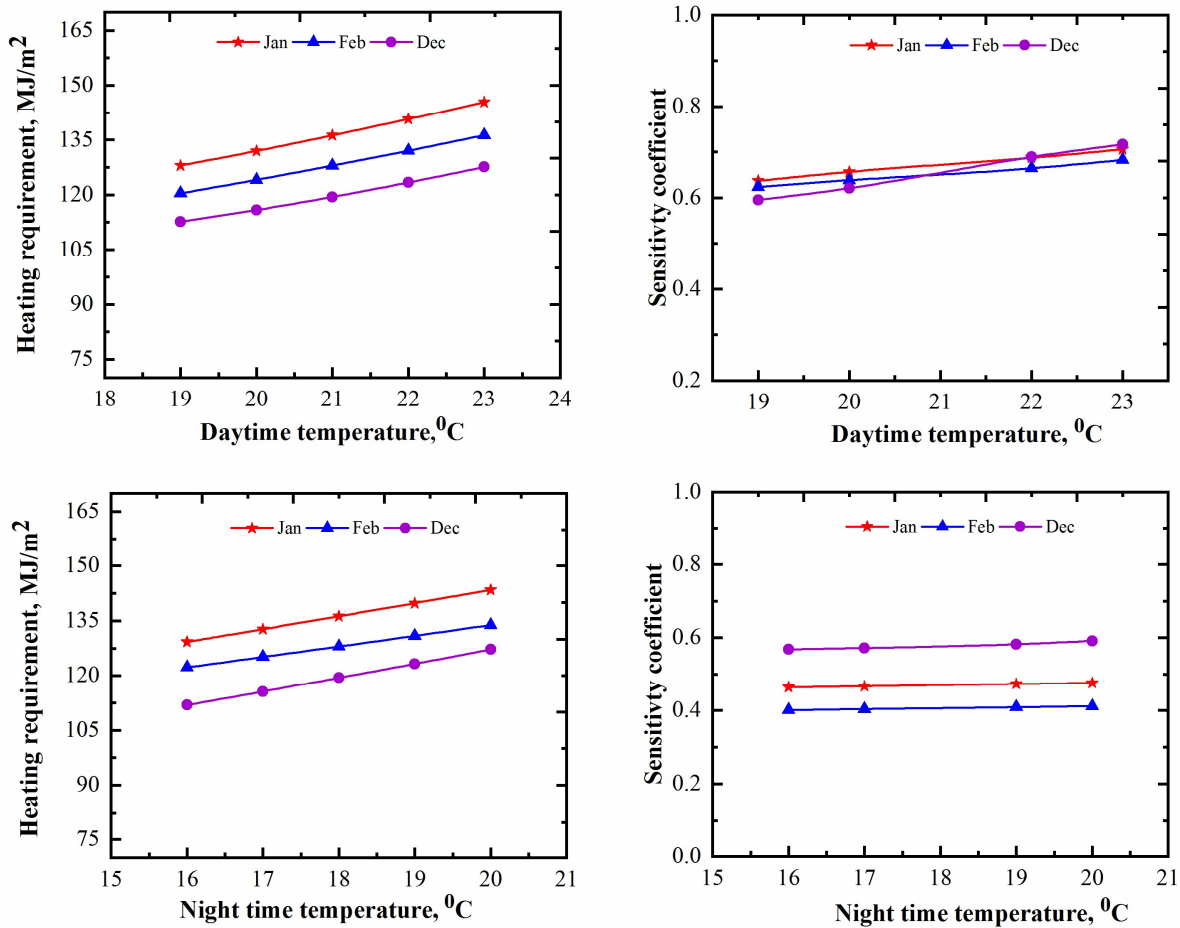 165
150
135
120
105
90
75
Heating requirement, MJ/m²
Jan Feb Dec
18 19 20 21 22 23 24
Daytime temperature,⁰C
1.0
0.8
0.6
0.4
0.2
Sensitivty coefficient
Jan Feb Dec
19 20 21 22 23
Daytime temperature, ⁰C
165
150
135
120
105
90
75
Heating requirement, MJ/m²
Jan Feb Dec
15 16 17 18 19 20 21
Night time temperature, ⁰C
1.0
0.8
0.6
0.4
0.2
0.0
Sensitivty coefficient
Jan Feb Dec
15 16 17 18 19 20 21
Night time temperature, ⁰C